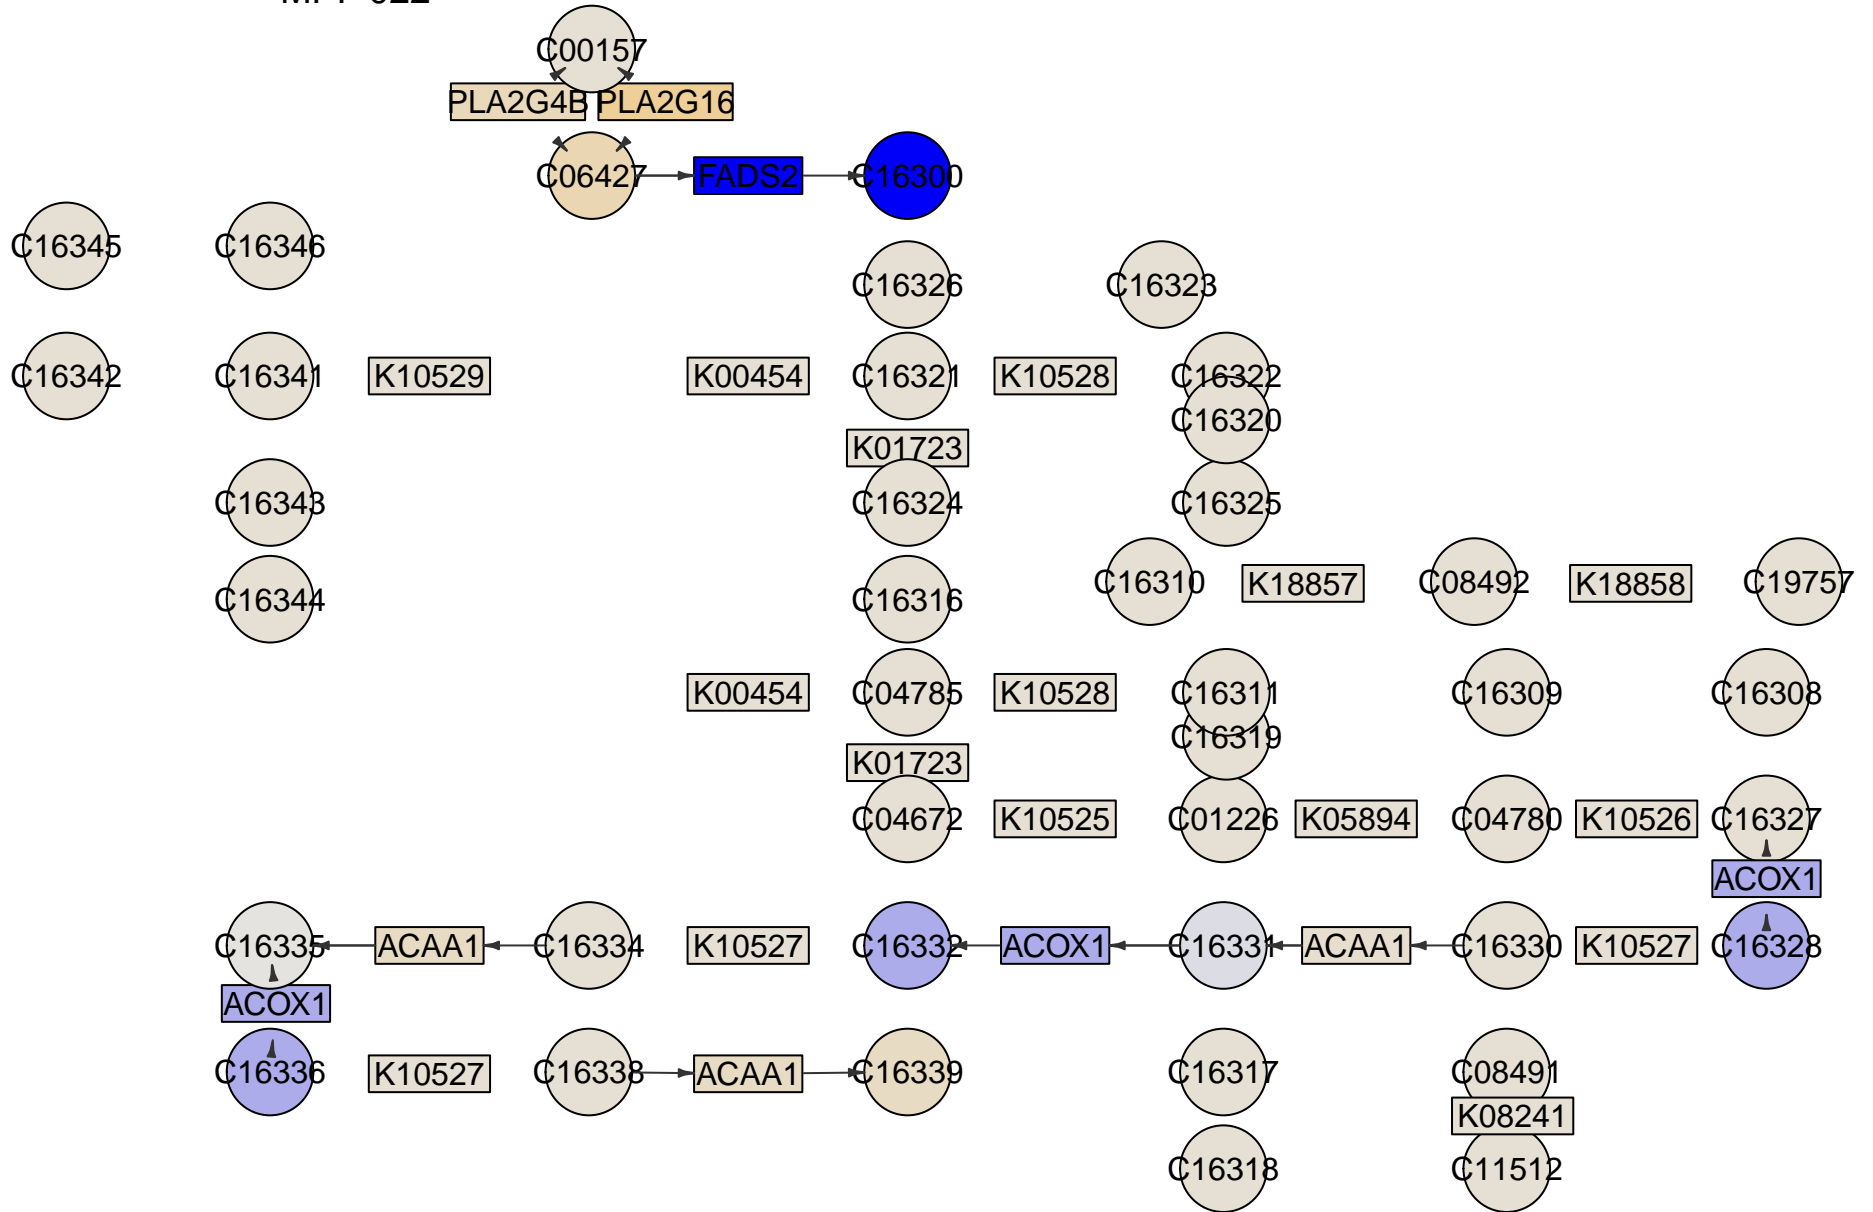 C00157
PLA2G4B PLA2G16
C06427 FADS2 C16300
C16345 C16346
C16326 C16323
C16342 C16341 K10529 K00454 C16321 K10528 C16322
C16320
K01723
C16343 C16324 C16325
C16310 K18857 C08492 K18858 C19757
C16344 C16316
K00454 C04785 K10528 C16311 C16309 C16308
C16319
K01723
C04672 K10525 C01226 K05894 C04780 K10526 C16327
ACOX1
C16335 ACAA1 C16334 K10527 C16332 ACOX1 C16331 ACAA1 C16330 K10527 C16328
ACOX1
C16336 K10527 C16338 ACAA1 C16339 C16317 C08491
K08241
C16318 C11512